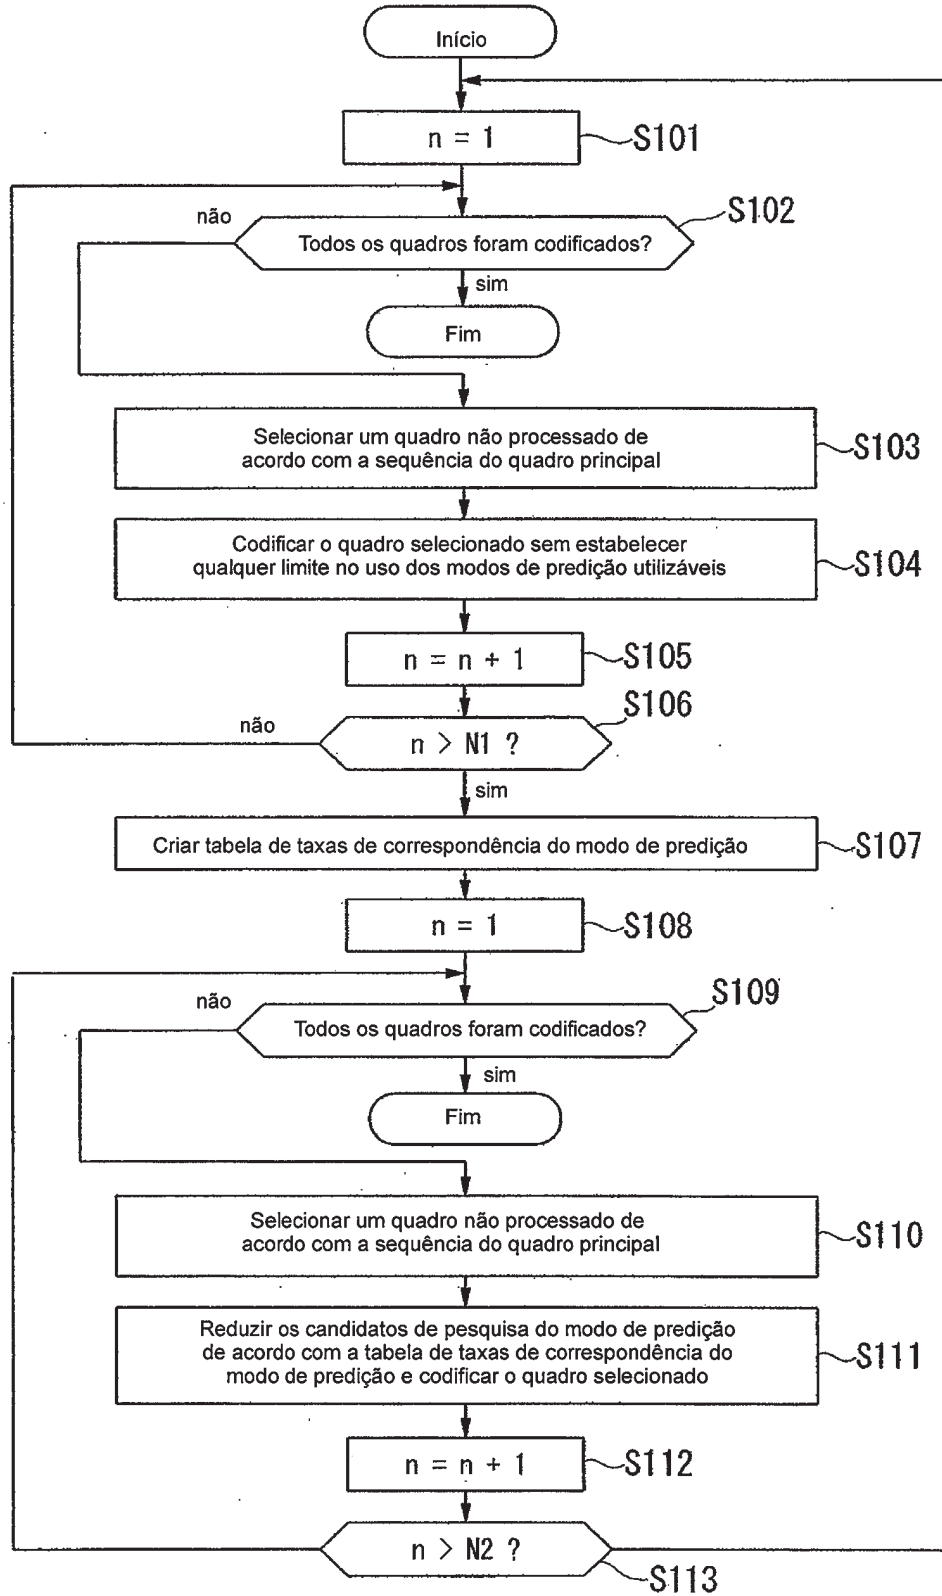 Início
n = 1
S101
não
Todos os quadros foram codificados?
S102
sim
Fim
Selecionar um quadro não processado de
acordo com a sequência do quadro principal
S103
Codificar o quadro selecionado sem estabelecer
qualquer limite no uso dos modos de predição utilizáveis
S104
n = n + 1
S105
não
n > N1 ?
S106
sim
Criar tabela de taxas de correspondência do modo de predição
S107
n = 1
S108
não
Todos os quadros foram codificados?
S109
sim
Fim
Selecionar um quadro não processado de
acordo com a sequência do quadro principal
S110
Reduzir os candidatos de pesquisa do modo de predição
de acordo com a tabela de taxas de correspondência do
modo de predição e codificar o quadro selecionado
S111
n = n + 1
S112
n > N2 ?
S113